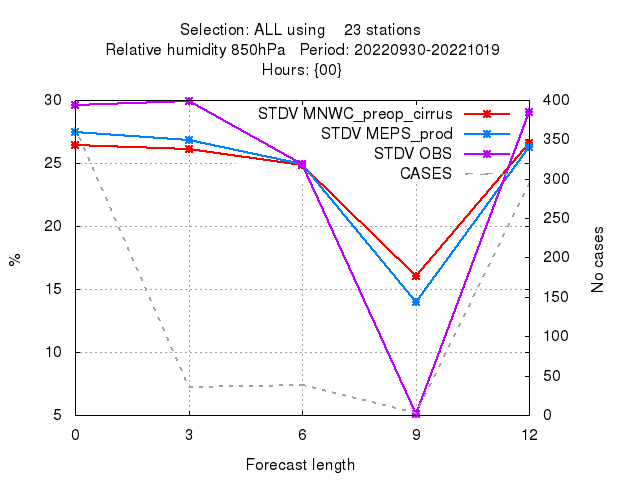 Selection: ALL using 23 stations
Relative humidity 850hPa Period: 20220930-20221019
Hours: {00}
30
25
20
15
10
5
400
350
300
250
200
150
100
50
0
%
No cases
STDV MNWC_preop_cirrus
STDV MEPS_prod
STDV OBS
CASES
0 3 6 9 12
Forecast length